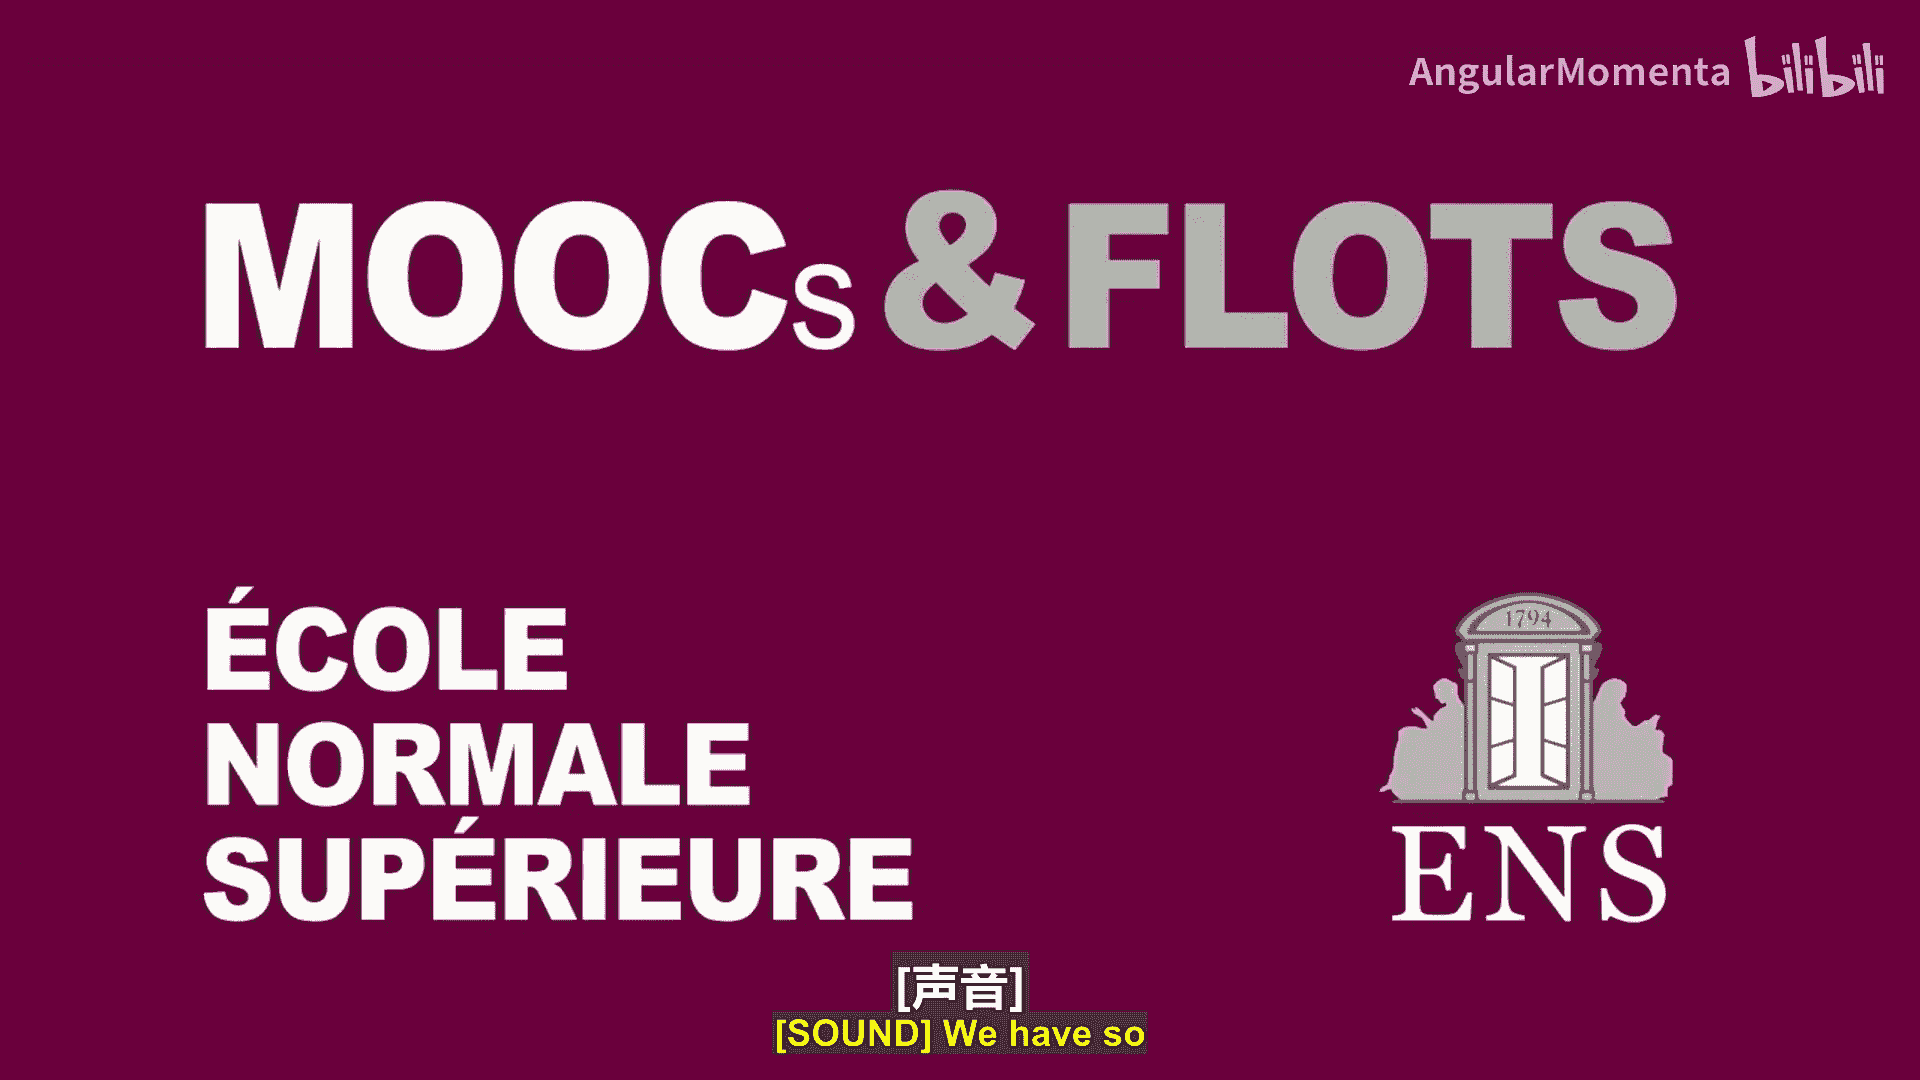 AngularMomenta bilibili
MOOCs & FLOTS
ÉCOLE
NORMALE
SUPÉRIEURE
1794
ENS
[声音]
[SOUND] We have so